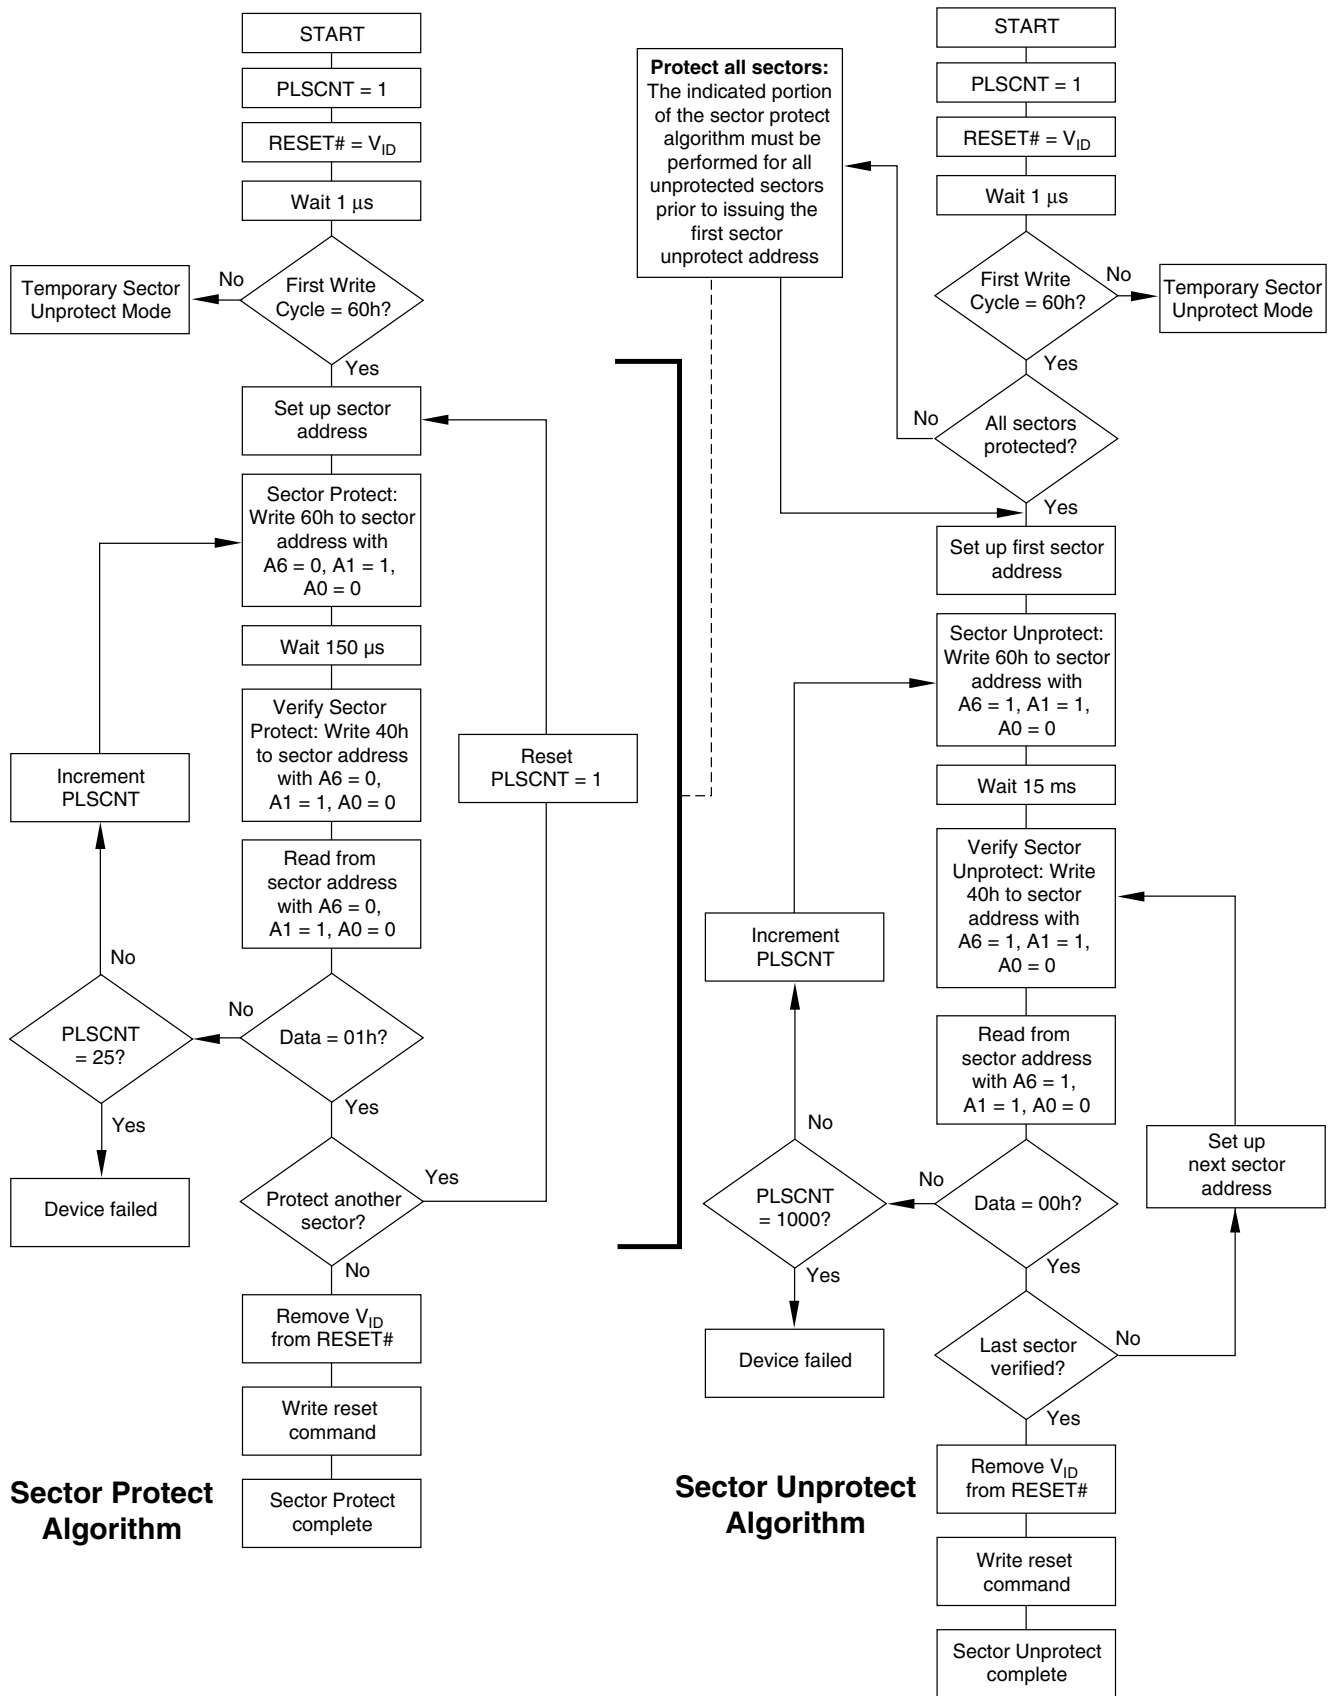 START
PLSCNT = 1
RESET# = VID
Wait 1 μs
First Write
Cycle = 60h?
No
Temporary Sector
Unprotect Mode
Yes
Set up sector
address
Sector Protect:
Write 60h to sector
address with
A6 = 0, A1 = 1,
A0 = 0
Wait 150 µs
Verify Sector
Protect: Write 40h
to sector address
with A6 = 0,
A1 = 1, A0 = 0
Reset
PLSCNT = 1
Increment
PLSCNT
Read from
sector address
with A6 = 0,
A1 = 1, A0 = 0
No
No
PLSCNT
= 25?
Data = 01h?
Yes
Yes
Device failed
Protect another
sector?
Yes
No
Remove VID
from RESET#
Write reset
command
Sector Protect
complete
Sector Protect
Algorithm
Protect all sectors:
The indicated portion
of the sector protect
algorithm must be
performed for all
unprotected sectors
prior to issuing the
first sector
unprotect address
START
PLSCNT = 1
RESET# = VID
Wait 1 μs
First Write
Cycle = 60h?
No
Temporary Sector
Unprotect Mode
Yes
No
All sectors
protected?
Yes
Set up first sector
address
Sector Unprotect:
Write 60h to sector
address with
A6 = 1, A1 = 1,
A0 = 0
Wait 15 ms
Verify Sector
Unprotect: Write
40h to sector
address with
A6 = 1, A1 = 1,
A0 = 0
Increment
PLSCNT
Read from
sector address
with A6 = 1,
A1 = 1, A0 = 0
No
Set up
next sector
address
No
PLSCNT
= 1000?
Data = 00h?
Yes
Yes
Device failed
Last sector
verified?
No
Yes
Remove VID
from RESET#
Write reset
command
Sector Unprotect
complete
Sector Unprotect
Algorithm